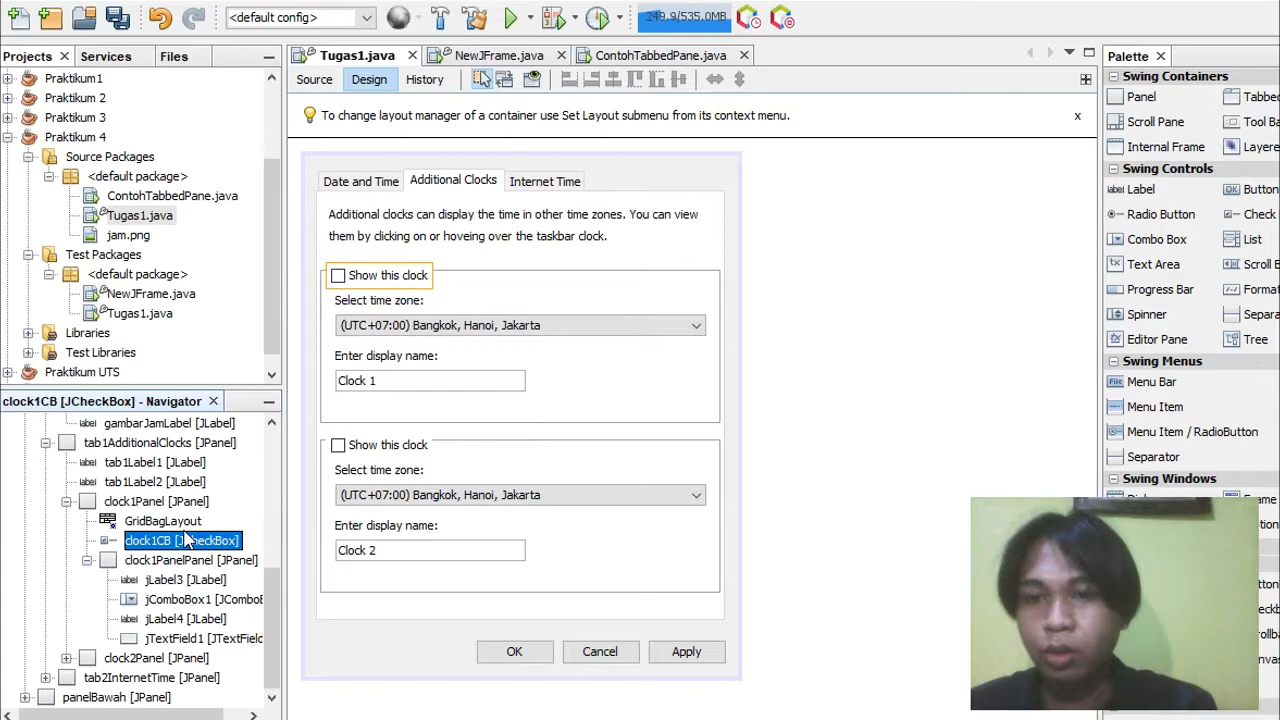 <default config>
249.9/535.0MB
Projects
Services
Files
Tugas1.java
NewJFrame.java
ContohTabbedPane.java
Palette
Source
Design
History
To change layout manager of a container use Set Layout submenu from its context menu.
x
Praktikum1
Praktikum 2
Praktikum 3
Praktikum 4
Source Packages
<default package>
ContohTabbedPane.java
Tugas1.java
jam.png
Test Packages
<default package>
NewJFrame.java
Tugas1.java
Libraries
Test Libraries
Praktikum UTS
clock1CB [JCheckBox] - Navigator
gambarJamLabel [JLabel]
tab1AdditionalClocks [JPanel]
tab1Label1 [JLabel]
tab1Label2 [JLabel]
clock1Panel [JPanel]
GridBagLayout
clock1CB [JCheckBox]
clock1PanelPanel [JPanel]
jLabel3 [JLabel]
jComboBox1 [JComboB
jLabel4 [JLabel]
jTextField1 [JTextField
clock2Panel [JPanel]
tab2InternetTime [JPanel]
panelBawah [JPanel]
Date and Time
Additional Clocks
Internet Time
Additional clocks can display the time in other time zones. You can view
them by clicking on or hoveing over the taskbar clock.
Show this clock
Select time zone:
(UTC+07:00) Bangkok, Hanoi, Jakarta
Enter display name:
Clock 1
Show this clock
Select time zone:
(UTC+07:00) Bangkok, Hanoi, Jakarta
Enter display name:
Clock 2
OK
Cancel
Apply
Swing Containers
Panel
Tabbed
Scroll Pane
Tool Ba
Internal Frame
Layere
Swing Controls
Label
OK
Button
Radio Button
Check
Combo Box
List
Text Area
Scroll B
Progress Bar
Format
Spinner
Separa
Editor Pane
Tree
Swing Menus
File
Menu Bar
Menu Item
Menu Item / RadioButton
Separator
Swing Windows